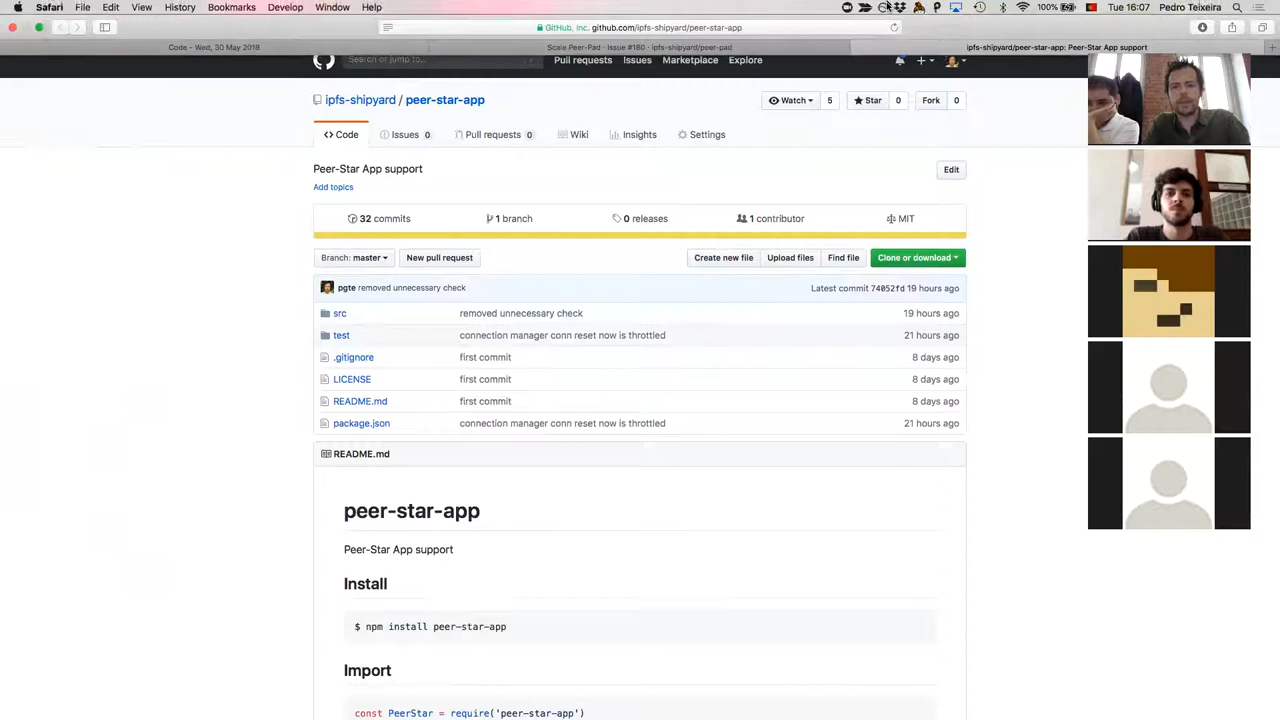 Safari File Edit View History Bookmarks Develop Window Help 100% Tue 16:07 Pedro Teixeira
GitHub, Inc. github.com/ipfs-shipyard/peer-star-app
Code - Wed, 30 May 2018 Scale Peer-Pad · Issue #180 · ipfs-shipyard/peer-pad ipfs-shipyard/peer-star-app: Peer-Star App support
Search or jump to... Pull requests Issues Marketplace Explore
ipfs-shipyard / peer-star-app Watch 5 Star 0 Fork 0
Code Issues 0 Pull requests 0 Wiki Insights Settings
Peer-Star App support Edit
Add topics
32 commits 1 branch 0 releases 1 contributor MIT
Branch: master New pull request Create new file Upload files Find file Clone or download
pgte removed unnecessary check Latest commit 74052fd 19 hours ago
src removed unnecessary check 19 hours ago
test connection manager conn reset now is throttled 21 hours ago
.gitignore first commit 8 days ago
LICENSE first commit 8 days ago
README.md first commit 8 days ago
package.json connection manager conn reset now is throttled 21 hours ago
README.md
peer-star-app
Peer-Star App support
Install
$ npm install peer-star-app
Import
const PeerStar = require('peer-star-app')